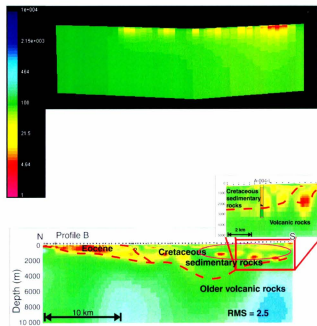 1e+004
2.15e+003
464
100
21.5
4.64
1
Cretaceous
sedimentary
rocks
Volcanic rocks
2 km
N Profile B S
Eocene
Cretaceous
sedimentary rocks
Older volcanic rocks
10 km
RMS = 2.5
Depth (m)
0
2000
4000
6000
8000
10 000